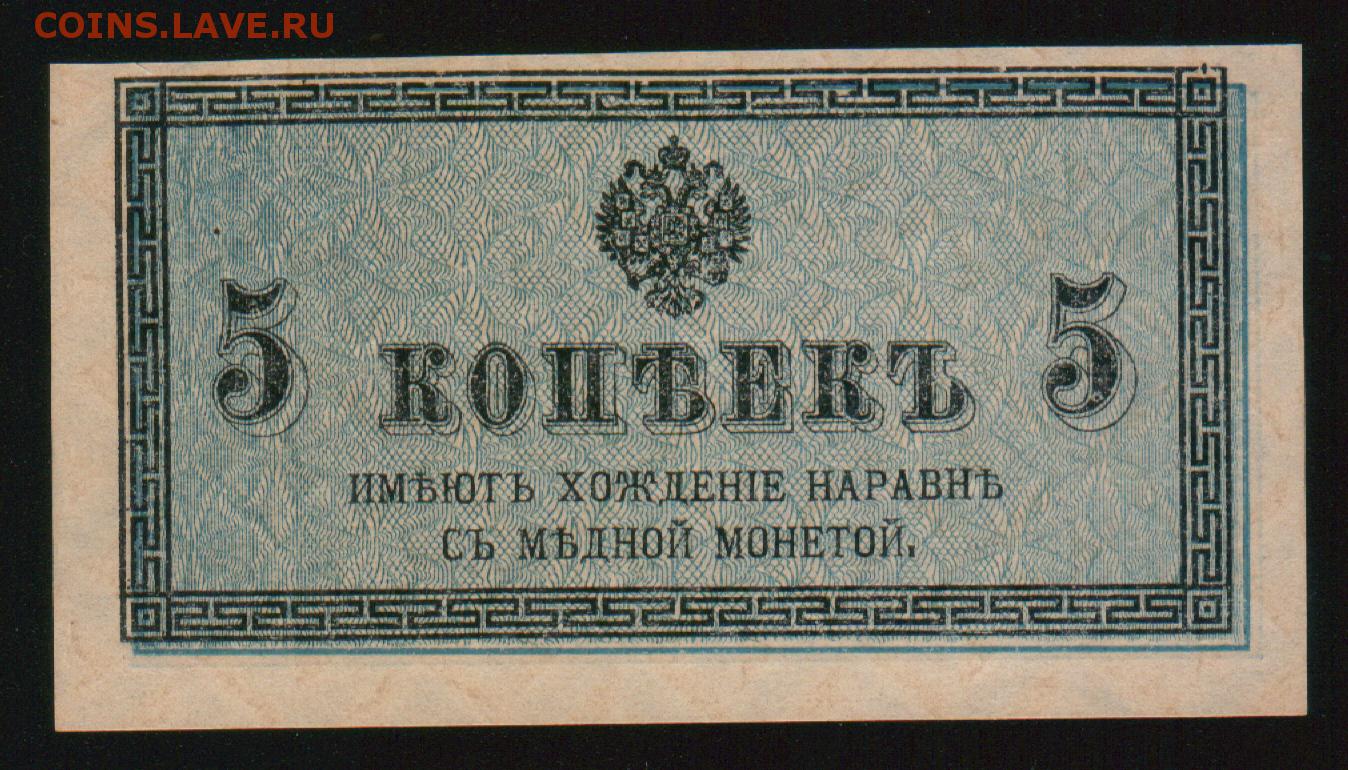 COINS.LAVE.RU
5 КОПѢЕКЪ 5
ИМѢЮТЪ ХОЖДЕНІЕ НАРАВНѢ
СЪ МѢДНОЙ МОНЕТОЙ.